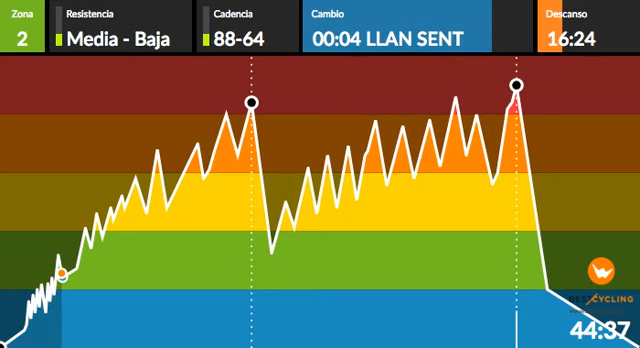 Zona
2
Resistencia
Media - Baja
Cadencia
88-64
Cambio
00:04 LLAN SENT
Descanso
16:24
CYCLING
44:37